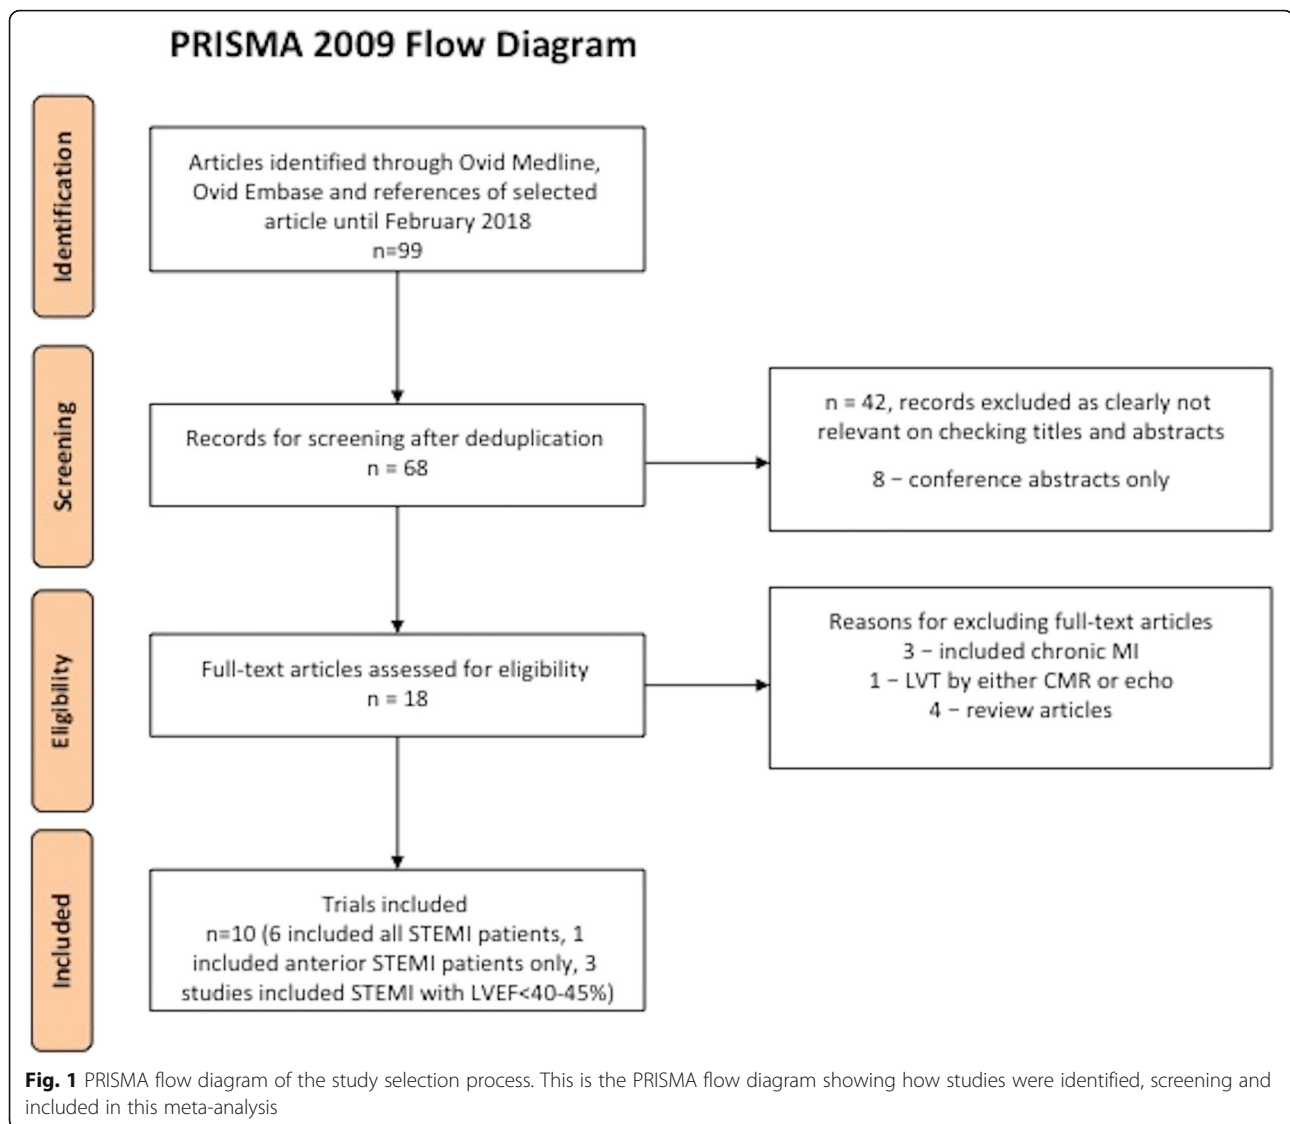 PRISMA 2009 Flow Diagram
Identification
Articles identified through Ovid Medline,
Ovid Embase and references of selected
article until February 2018
n=99
Screening
Records for screening after deduplication
n = 68
n = 42, records excluded as clearly not
relevant on checking titles and abstracts
8 – conference abstracts only
Eligibility
Full-text articles assessed for eligibility
n = 18
Reasons for excluding full-text articles
3 – included chronic MI
1 – LVT by either CMR or echo
4 – review articles
Included
Trials included
n=10 (6 included all STEMI patients, 1
included anterior STEMI patients only, 3
studies included STEMI with LVEF<40-45%)
Fig. 1 PRISMA flow diagram of the study selection process. This is the PRISMA flow diagram showing how studies were identified, screening and
included in this meta-analysis